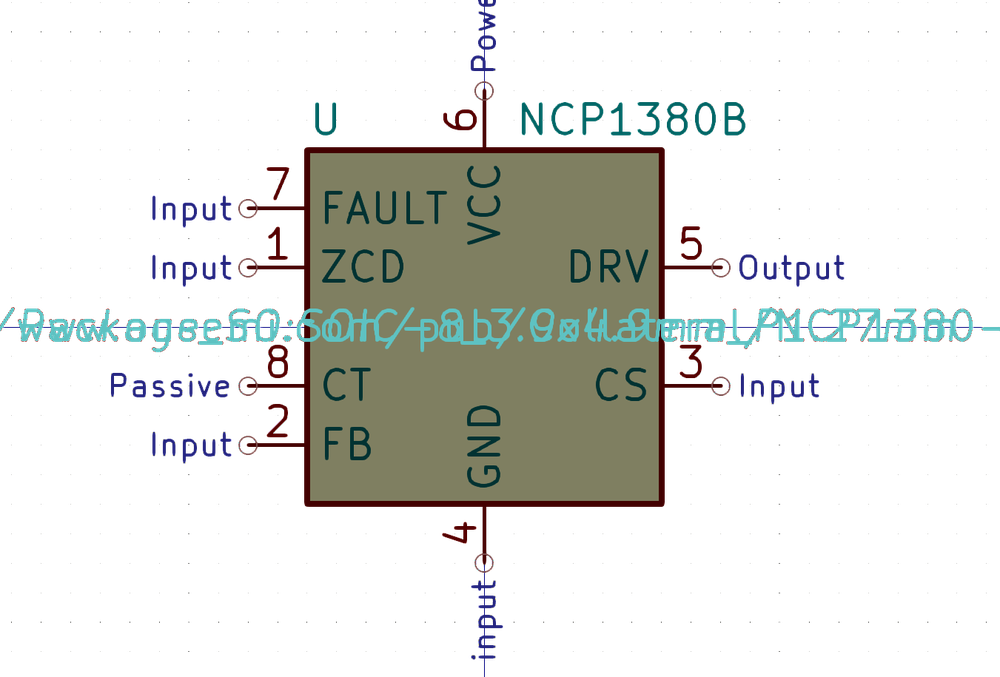 Powe
U
6
NCP1380B
7
Input
FAULT
VCC
1
5
Input
ZCD
DRV
Output
8
3
Passive
CT
CS
Input
2
Input
FB
GND
4
input